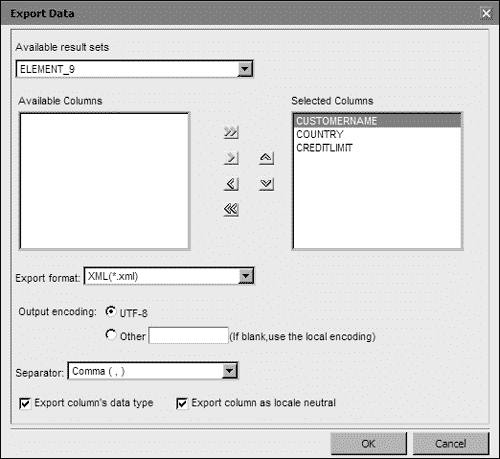 Export Data
Available result sets
ELEMENT_9
Available Columns
Selected Columns
CUSTOMERNAME
COUNTRY
CREDITLIMIT
Export format: XML(*.xml)
Output encoding: UTF-8
Other (If blank,use the local encoding)
Separator: Comma ( , )
Export column's data type Export column as locale neutral
OK Cancel